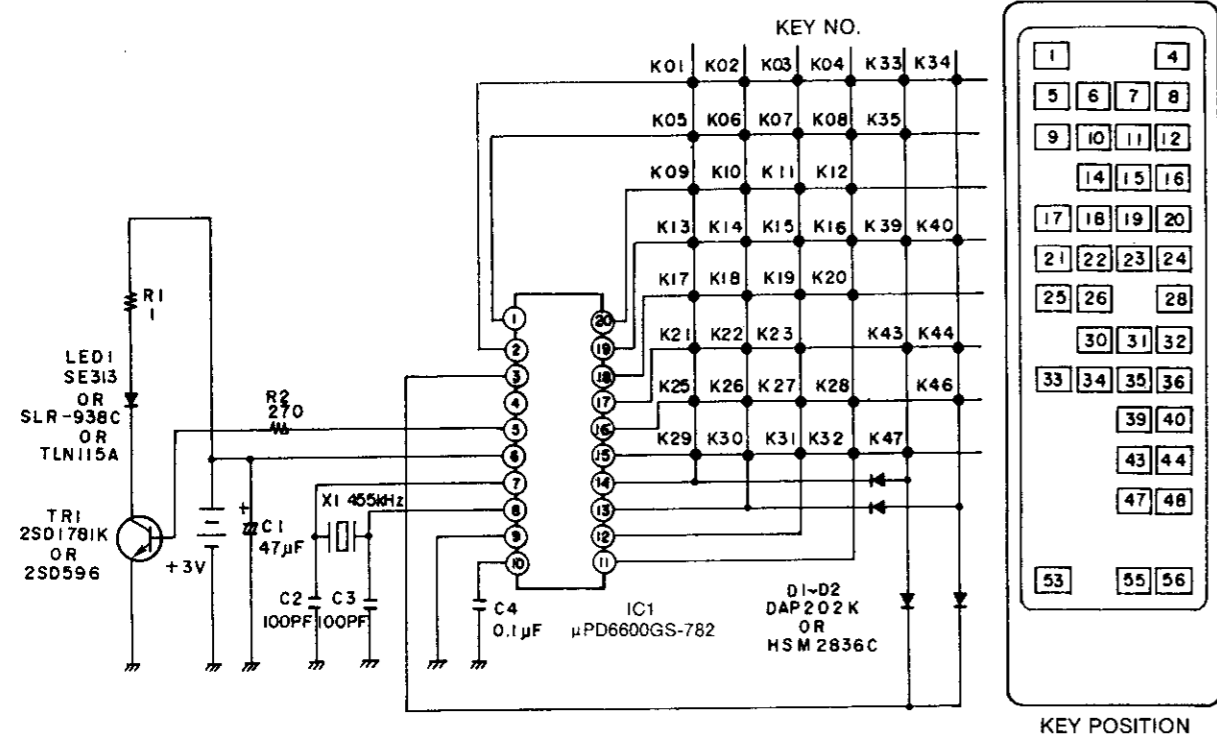 KEY NO.
K01 K02 K03 K04 K33 K34
K05 K06 K07 K08 K35
K09 K10 K11 K12
K13 K14 K15 K16 K39 K40
K17 K18 K19 K20
K21 K22 K23 K43 K44
K25 K26 K27 K28 K46
K29 K30 K31 K32 K47
R1
1
LED1
SE313
OR
SLR-938C
OR
TLN115A
R2
270
TR1
2SD1781K
OR
2SD596
+3V
+
C1
47µF
X1 455kHz
C2
100PF
C3
100PF
C4
0.1µF
1
2
3
4
5
6
7
8
9
10
20
19
18
17
16
15
14
13
12
11
IC1
µPD6600GS-782
D1~D2
DAP202K
OR
HSM2836C
1 4
5 6 7 8
9 10 11 12
14 15 16
17 18 19 20
21 22 23 24
25 26 28
30 31 32
33 34 35 36
39 40
43 44
47 48
53 55 56
KEY POSITION